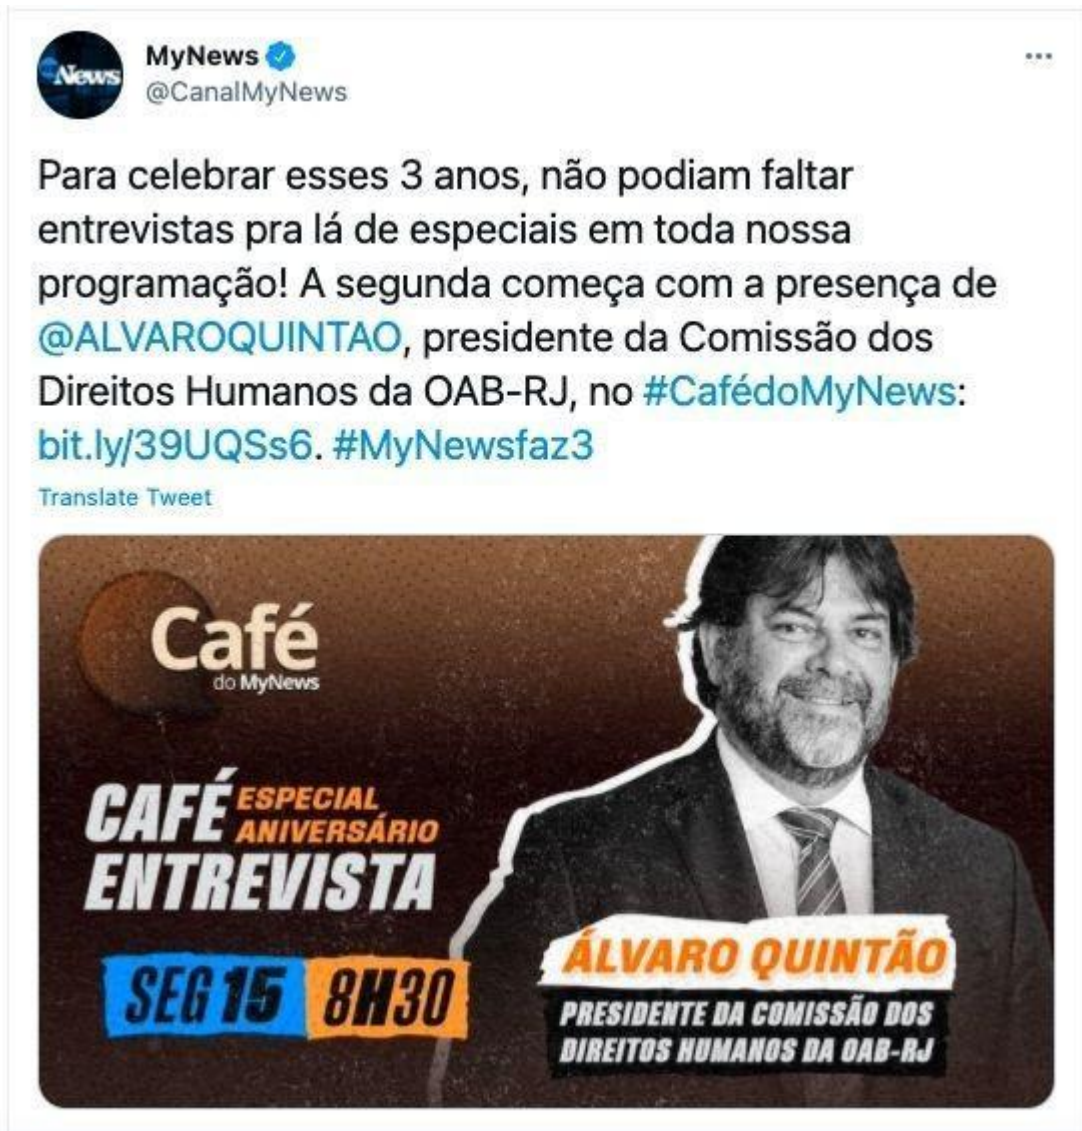 News
MyNews
@CanalMyNews
Para celebrar esses 3 anos, não podiam faltar
entrevistas pra lá de especiais em toda nossa
programação! A segunda começa com a presença de
@ALVAROQUINTAO, presidente da Comissão dos
Direitos Humanos da OAB-RJ, no #CafédoMyNews:
bit.ly/39UQSs6. #MyNewsfaz3
Translate Tweet
Café
do MyNews
CAFÉ ESPECIAL
ANIVERSÁRIO
ENTREVISTA
SEG 15 8H30
ÁLVARO QUINTÃO
PRESIDENTE DA COMISSÃO DOS
DIREITOS HUMANOS DA OAB-RJ